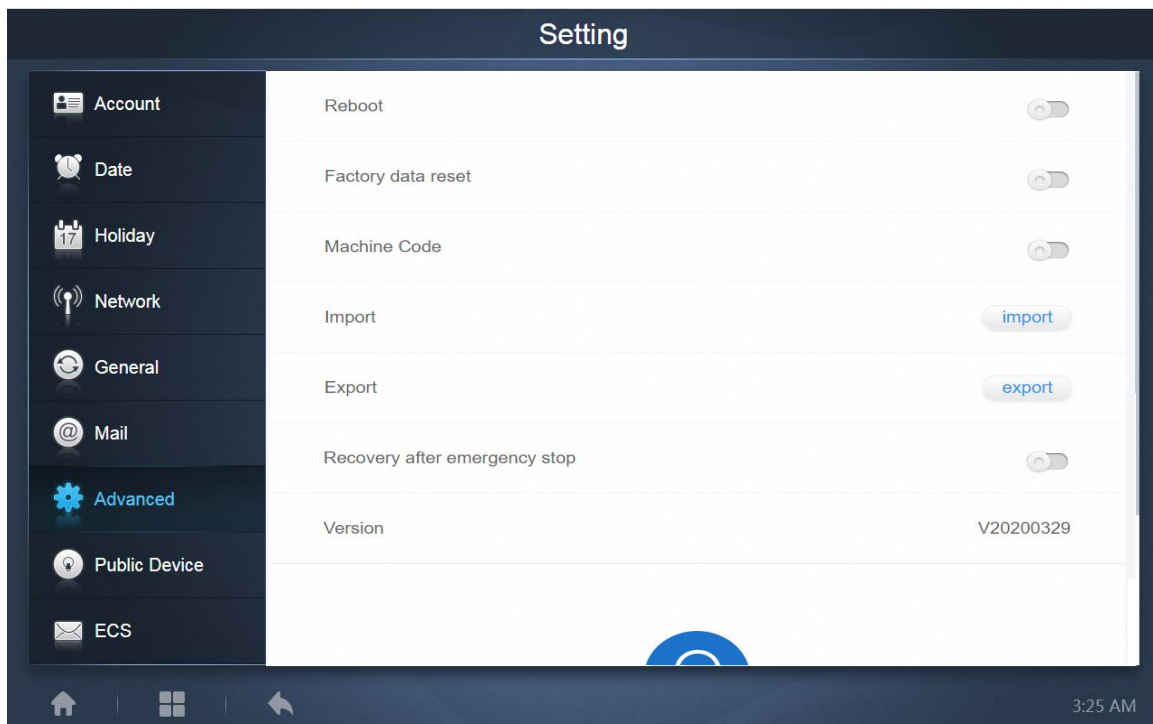 Setting
Account
Date
17
Holiday
Network
General
@
Mail
Advanced
Public Device
ECS
Reboot
Factory data reset
Machine Code
Import
import
Export
export
Recovery after emergency stop
Version
V20200329
3:25 AM